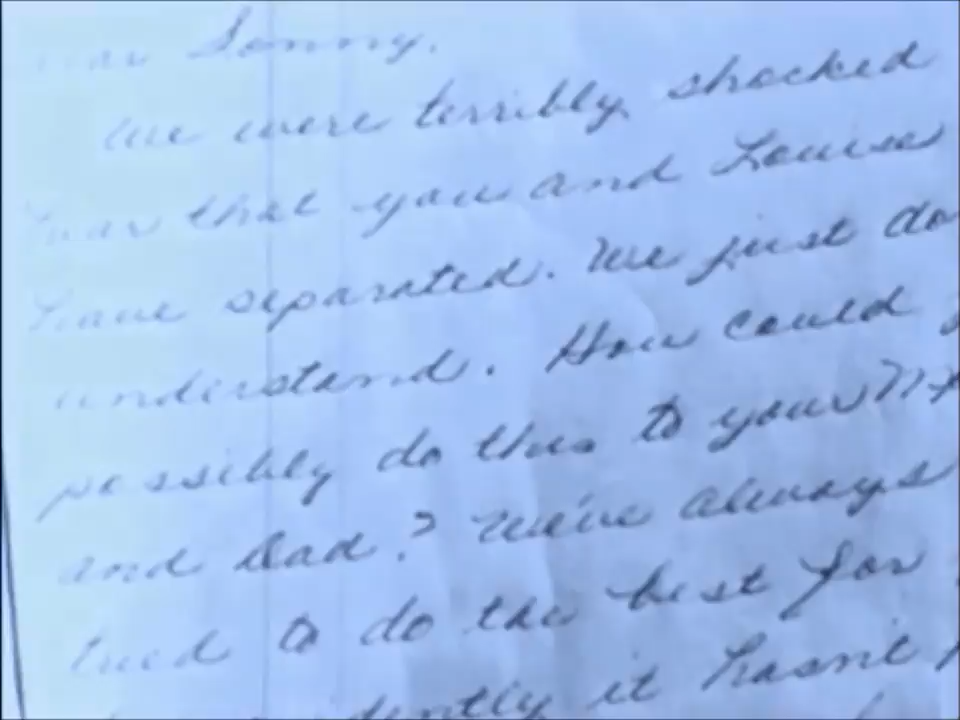 Sonny.
We were terribly shocked
that you and Louise
have separated. We just do
understand. How could
possibly do this to your
and Dad? We've always
tried to do the best for
it hasn't